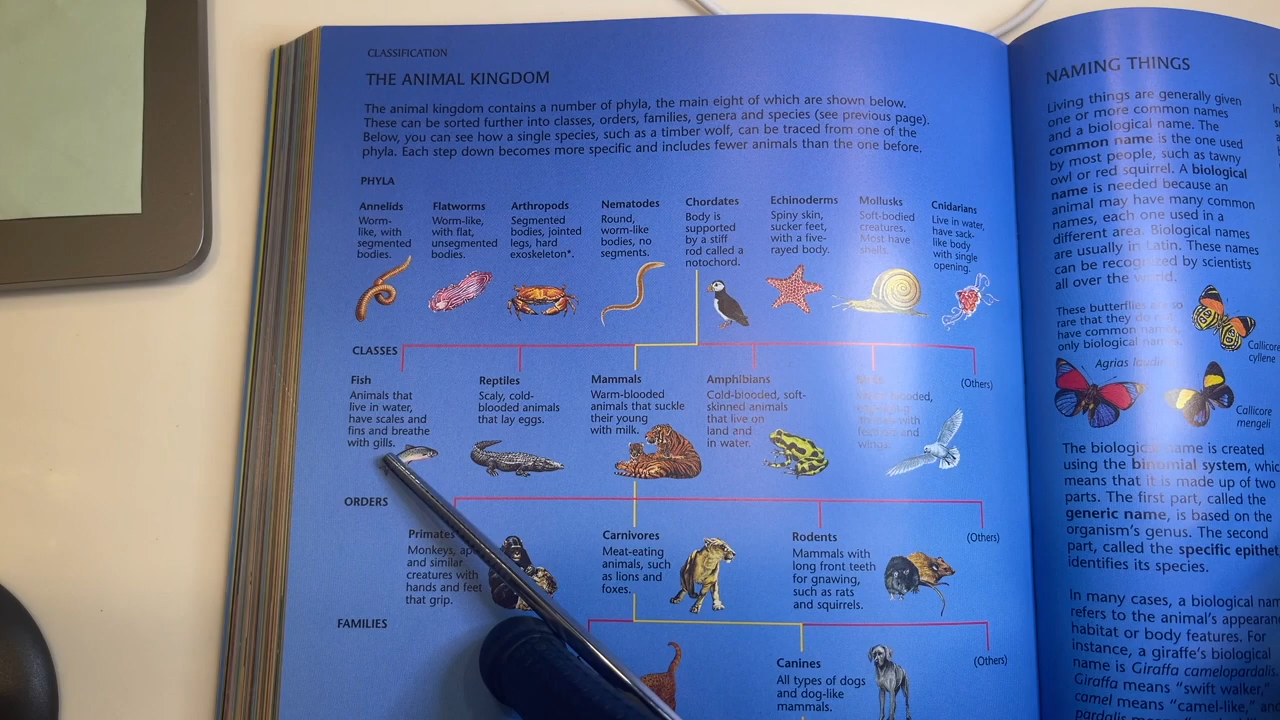 CLASSIFICATION
THE ANIMAL KINGDOM
The animal kingdom contains a number of phyla, the main eight of which are shown below.
These can be sorted further into classes, orders, families, genera and species (see previous page).
Below, you can see how a single species, such as a timber wolf, can be traced from one of the
phyla. Each step down becomes more specific and includes fewer animals than the one before.
PHYLA
Annelids
Worm-
like, with
segmented
bodies.
Flatworms
Worm-like,
with flat,
unsegmented
bodies.
Arthropods
Segmented
bodies, jointed
legs, hard
exoskeleton*.
Nematodes
Round,
worm-like
bodies, no
segments.
Chordates
Body is
supported
by a stiff
rod called a
notochord.
Echinoderms
Spiny skin,
sucker feet,
with a five-
rayed body.
Mollusks
Soft-bodied
creatures.
Most have
shells.
Cnidarians
Live in water,
have sack-
like body
with single
opening.
CLASSES
Fish
Animals that
live in water,
have scales and
fins and breathe
with gills.
Reptiles
Scaly, cold-
blooded animals
that lay eggs.
Mammals
Warm-blooded
animals that suckle
their young
with milk.
Amphibians
Cold-blooded, soft-
skinned animals
that live on
land and
in water.
(Others)
ORDERS
Primates
Monkeys,
and similar
creatures with
hands and feet
that grip.
Carnivores
Meat-eating
animals, such
as lions and
foxes.
Rodents
Mammals with
long front teeth
for gnawing,
such as rats
and squirrels.
(Others)
FAMILIES
Canines
All types of dogs
and dog-like
mammals.
(Others)
NAMING THINGS
Living things are generally given
one or more common names
and a biological name. The
common name is the one used
by most people, such as tawny
owl or red squirrel. A biological
name is needed because an
animal may have many common
names, each one used in a
different area. Biological names
are usually in Latin. These names
can be recognized by scientists
all over the world.
These butterflies are so
rare that they do
have common names,
only biological names.
Callicore
cyllene
Agrias
Callicore
mengeli
The biological name is created
using the binomial system,
means that it is made up of two
parts. The first part, called the
generic name, is based on the
organism's genus. The second
part, called the specific epithet
identifies its species.
In many cases, a biological
refers to the animal's
habitat or body features. For
instance, a giraffe's biological
name is Giraffa camelopardalis.
Giraffa means "swift walker,"
camel means "camel-like,"
pardalis